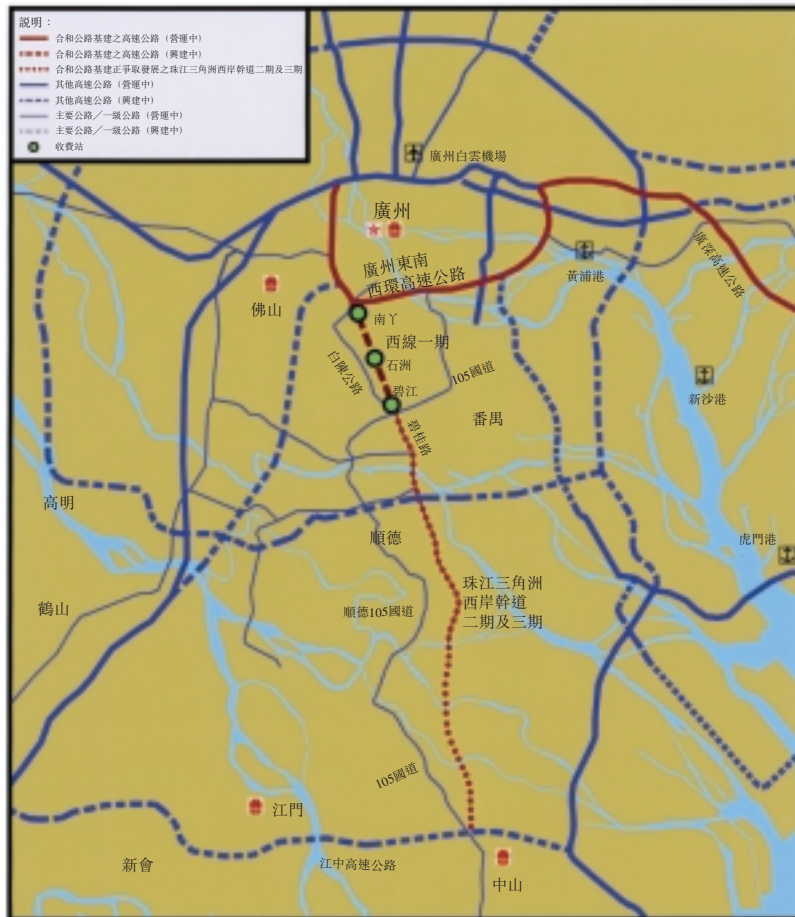 説明：
合和公路基建之高速公路（營運中）
合和公路基建之高速公路（興建中）
合和公路基建正爭取發展之珠江三角洲西岸幹道二期及三期
其他高速公路（營運中）
其他高速公路（興建中）
主要公路／一級公路（營運中）
主要公路／一級公路（興建中）
收費站
廣州白雲機場
廣州
廣州東南
西環高速公路
黃浦港
廣深高速公路
佛山
南丫
西線一期
石洲
白陳公路
碧江
105國道
新沙港
番禺
碧桂路
高明
順德
虎門港
珠江三角洲
西岸幹道
二期及三期
鶴山
順德105國道
105國道
江門
新會
江中高速公路
中山